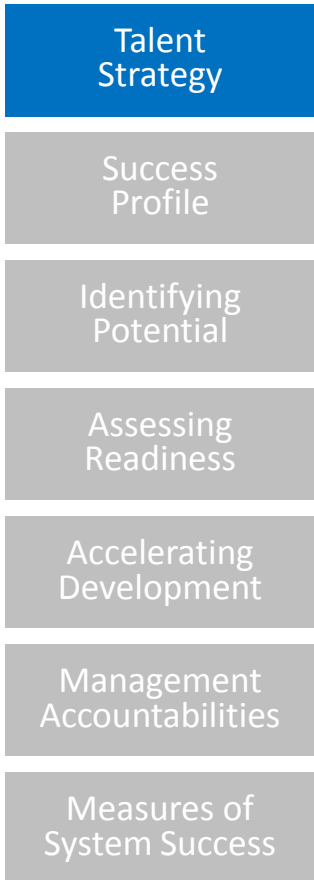 Talent
Strategy
Success
Profile
Identifying
Potential
Assessing
Readiness
Accelerating
Development
Management
Accountabilities
Measures of
System Success